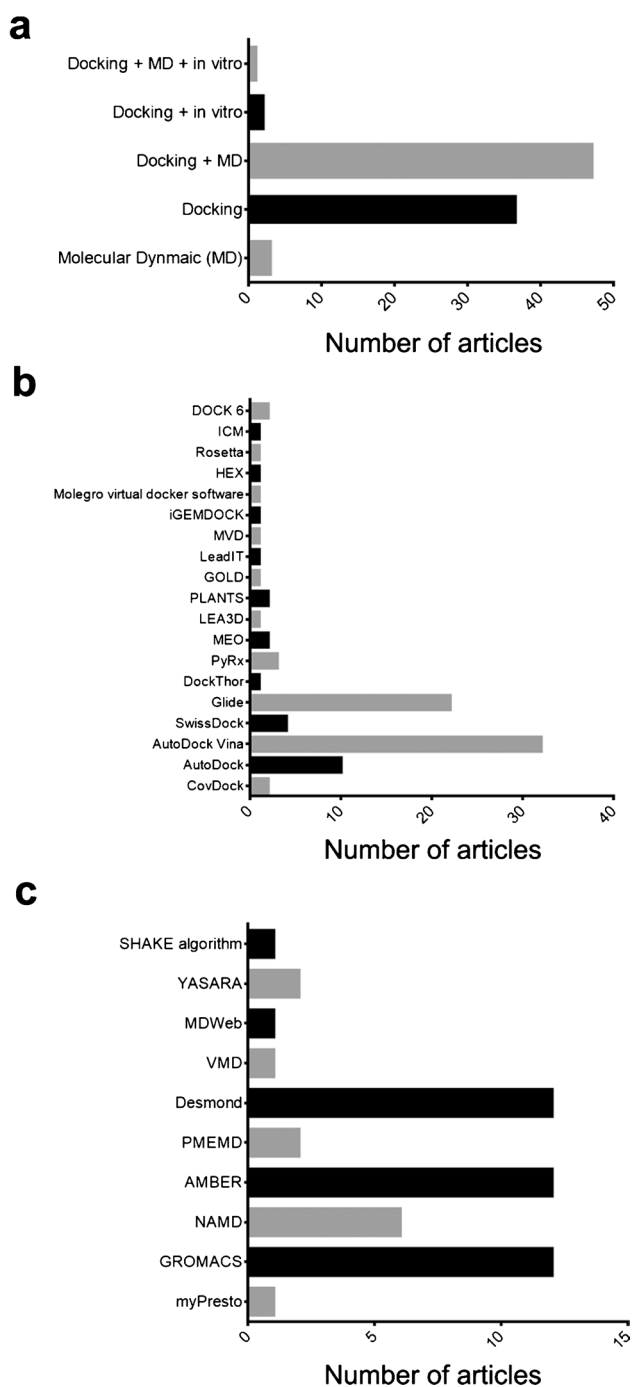 a
Docking + MD + in vitro
Docking + in vitro
Docking + MD
Docking
Molecular Dynmaic (MD)
0 10 20 30 40 50
Number of articles
b
DOCK 6
ICM
Rosetta
HEX
Molegro virtual docker software
iGEMDOCK
MVD
LeadIT
GOLD
PLANTS
LEA3D
MEO
PyRx
DockThor
Glide
SwissDock
AutoDock Vina
AutoDock
CovDock
0 10 20 30 40
Number of articles
c
SHAKE algorithm
YASARA
MDWeb
VMD
Desmond
PMEMD
AMBER
NAMD
GROMACS
myPresto
0 5 10 15
Number of articles